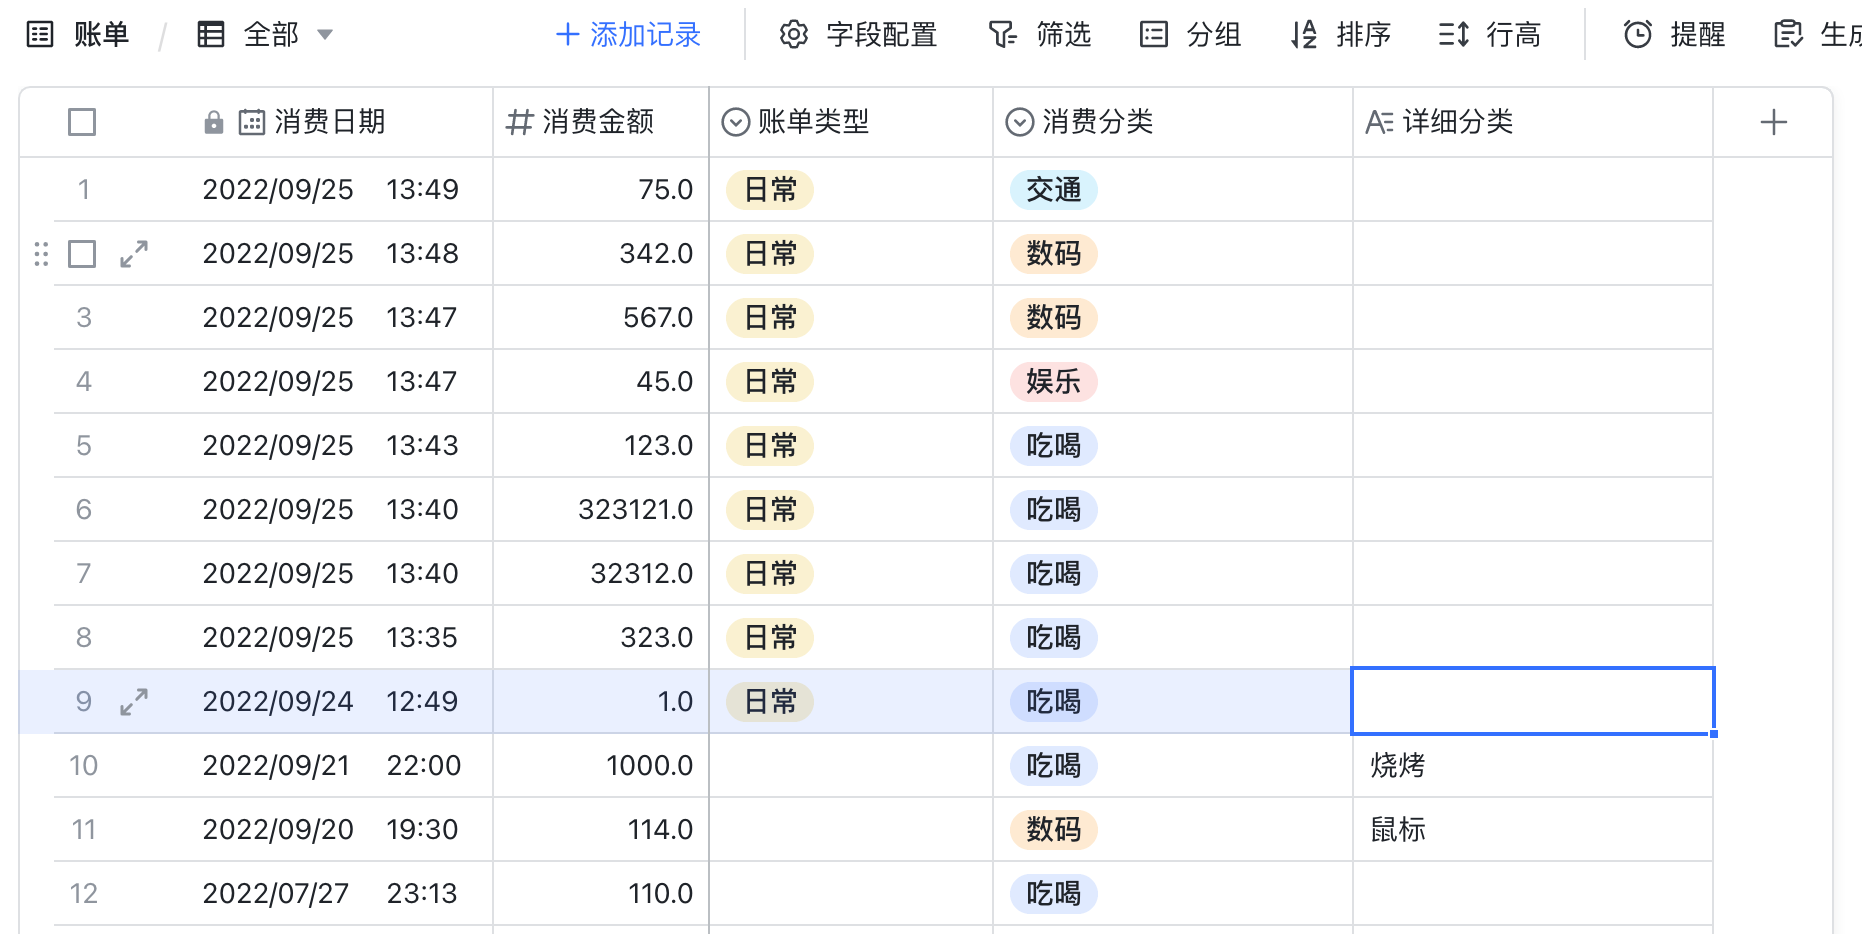 账单 / 全部 添加记录 字段配置 筛选 分组 排序 行高 提醒
消费日期 消费金额 账单类型 消费分类 详细分类
1 2022/09/25 13:49 75.0 日常 交通
2022/09/25 13:48 342.0 日常 数码
3 2022/09/25 13:47 567.0 日常 数码
4 2022/09/25 13:47 45.0 日常 娱乐
5 2022/09/25 13:43 123.0 日常 吃喝
6 2022/09/25 13:40 323121.0 日常 吃喝
7 2022/09/25 13:40 32312.0 日常 吃喝
8 2022/09/25 13:35 323.0 日常 吃喝
9 2022/09/24 12:49 1.0 日常 吃喝
10 2022/09/21 22:00 1000.0 吃喝 烧烤
11 2022/09/20 19:30 114.0 数码 鼠标
12 2022/07/27 23:13 110.0 吃喝